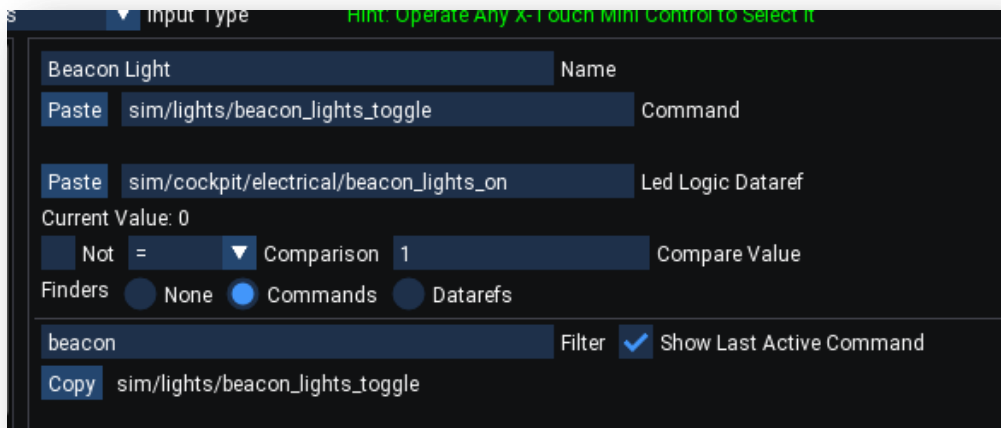 s Input Type Hint: Operate Any X-Touch Mini Control to Select It
Beacon Light Name
Paste sim/lights/beacon_lights_toggle Command
Paste sim/cockpit/electrical/beacon_lights_on Led Logic Dataref
Current Value: 0
Not = Comparison 1 Compare Value
Finders None Commands Datarefs
beacon Filter Show Last Active Command
Copy sim/lights/beacon_lights_toggle